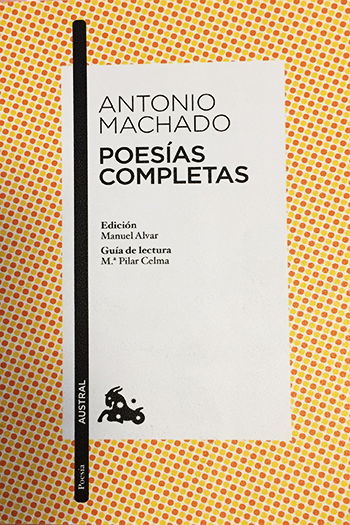 ANTONIO
MACHADO
POESÍAS
COMPLETAS
Edición
Manuel Alvar
Guía de lectura
M.ª Pilar Celma
AUSTRAL
Poesía